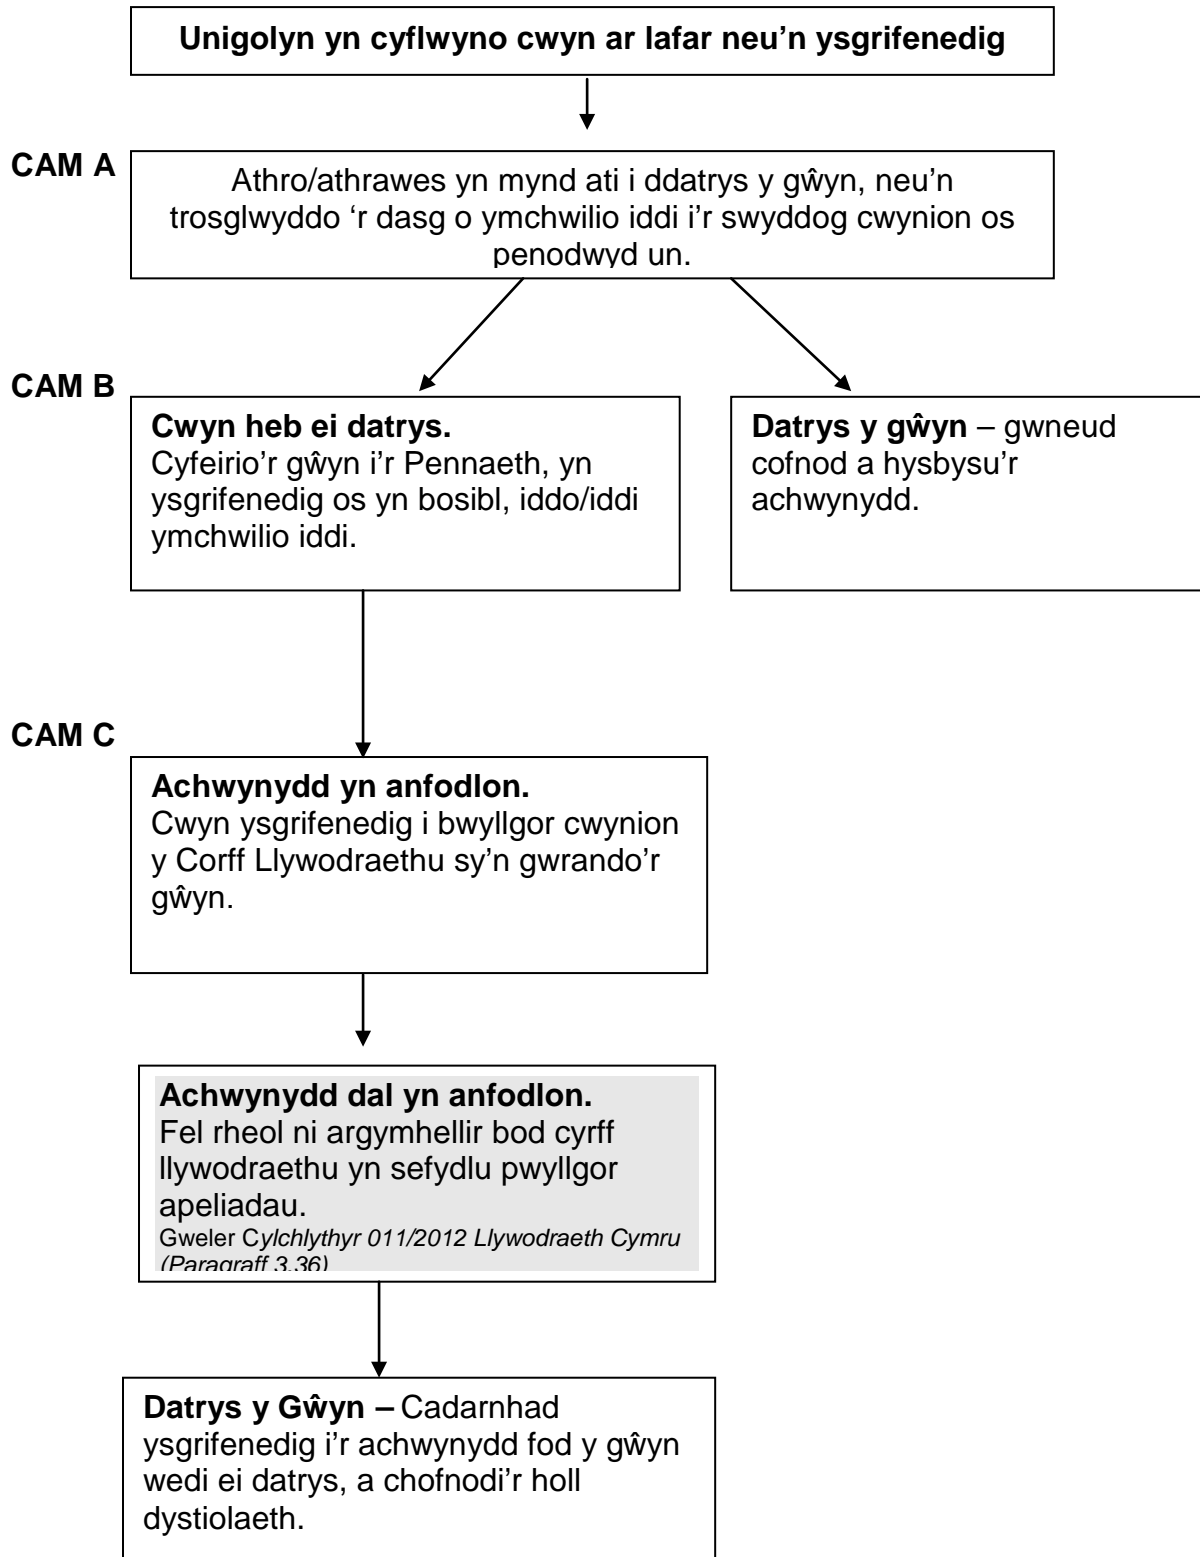 Unigolyn yn cyflwyno cwyn ar lafar neu'n ysgrifenedig
CAM A
Athro/athrawes yn mynd ati i ddatrys y gŵyn, neu'n
trosglwyddo ‘r dasg o ymchwilio iddi i'r swyddog cwynion os
penodwyd un.
CAM B
Cwyn heb ei datrys.
Cyfeirio'r gŵyn i'r Pennaeth, yn
ysgrifenedig os yn bosibl, iddo/iddi
ymchwilio iddi.
Datrys y gŵyn – gwneud
cofnod a hysbysu'r
achwynydd.
CAM C
Achwynydd yn anfodlon.
Cwyn ysgrifenedig i bwyllgor cwynion
y Corff Llywodraethu sy'n gwrando'r
gŵyn.
Achwynydd dal yn anfodlon.
Fel rheol ni argymhellir bod cyrff
llywodraethu yn sefydlu pwyllgor
apeliadau.
Gweler Cylchlythyr 011/2012 Llywodraeth Cymru
(Paragraff 3.36)
Datrys y Gŵyn – Cadarnhad
ysgrifenedig i'r achwynydd fod y gŵyn
wedi ei datrys, a chofnodi'r holl
dystiolaeth.